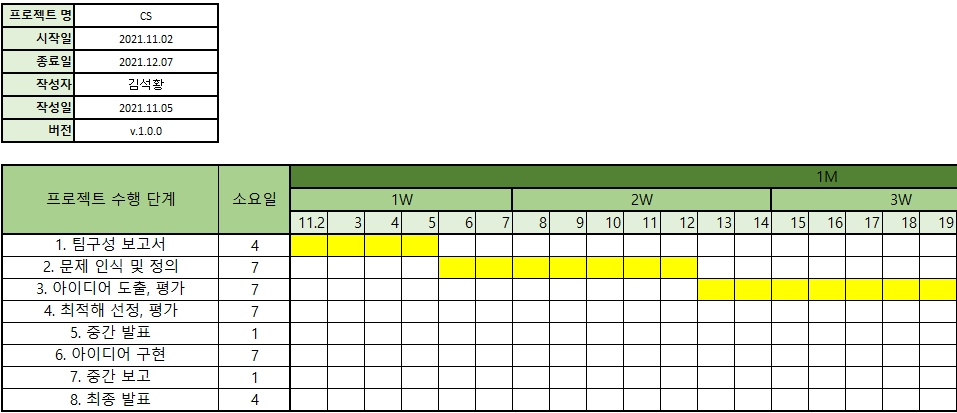 프로젝트 명 CS
시작일 2021.11.02
종료일 2021.12.07
작성자 김석황
작성일 2021.11.05
버전 v.1.0.0
1M
프로젝트 수행 단계 소요일 1W 2W 3W
11.2 3 4 5 6 7 8 9 10 11 12 13 14 15 16 17 18 19
1. 팀구성 보고서 4
2. 문제 인식 및 정의 7
3. 아이디어 도출, 평가 7
4. 최적해 선정, 평가 7
5. 중간 발표 1
6. 아이디어 구현 7
7. 중간 보고 1
8. 최종 발표 4